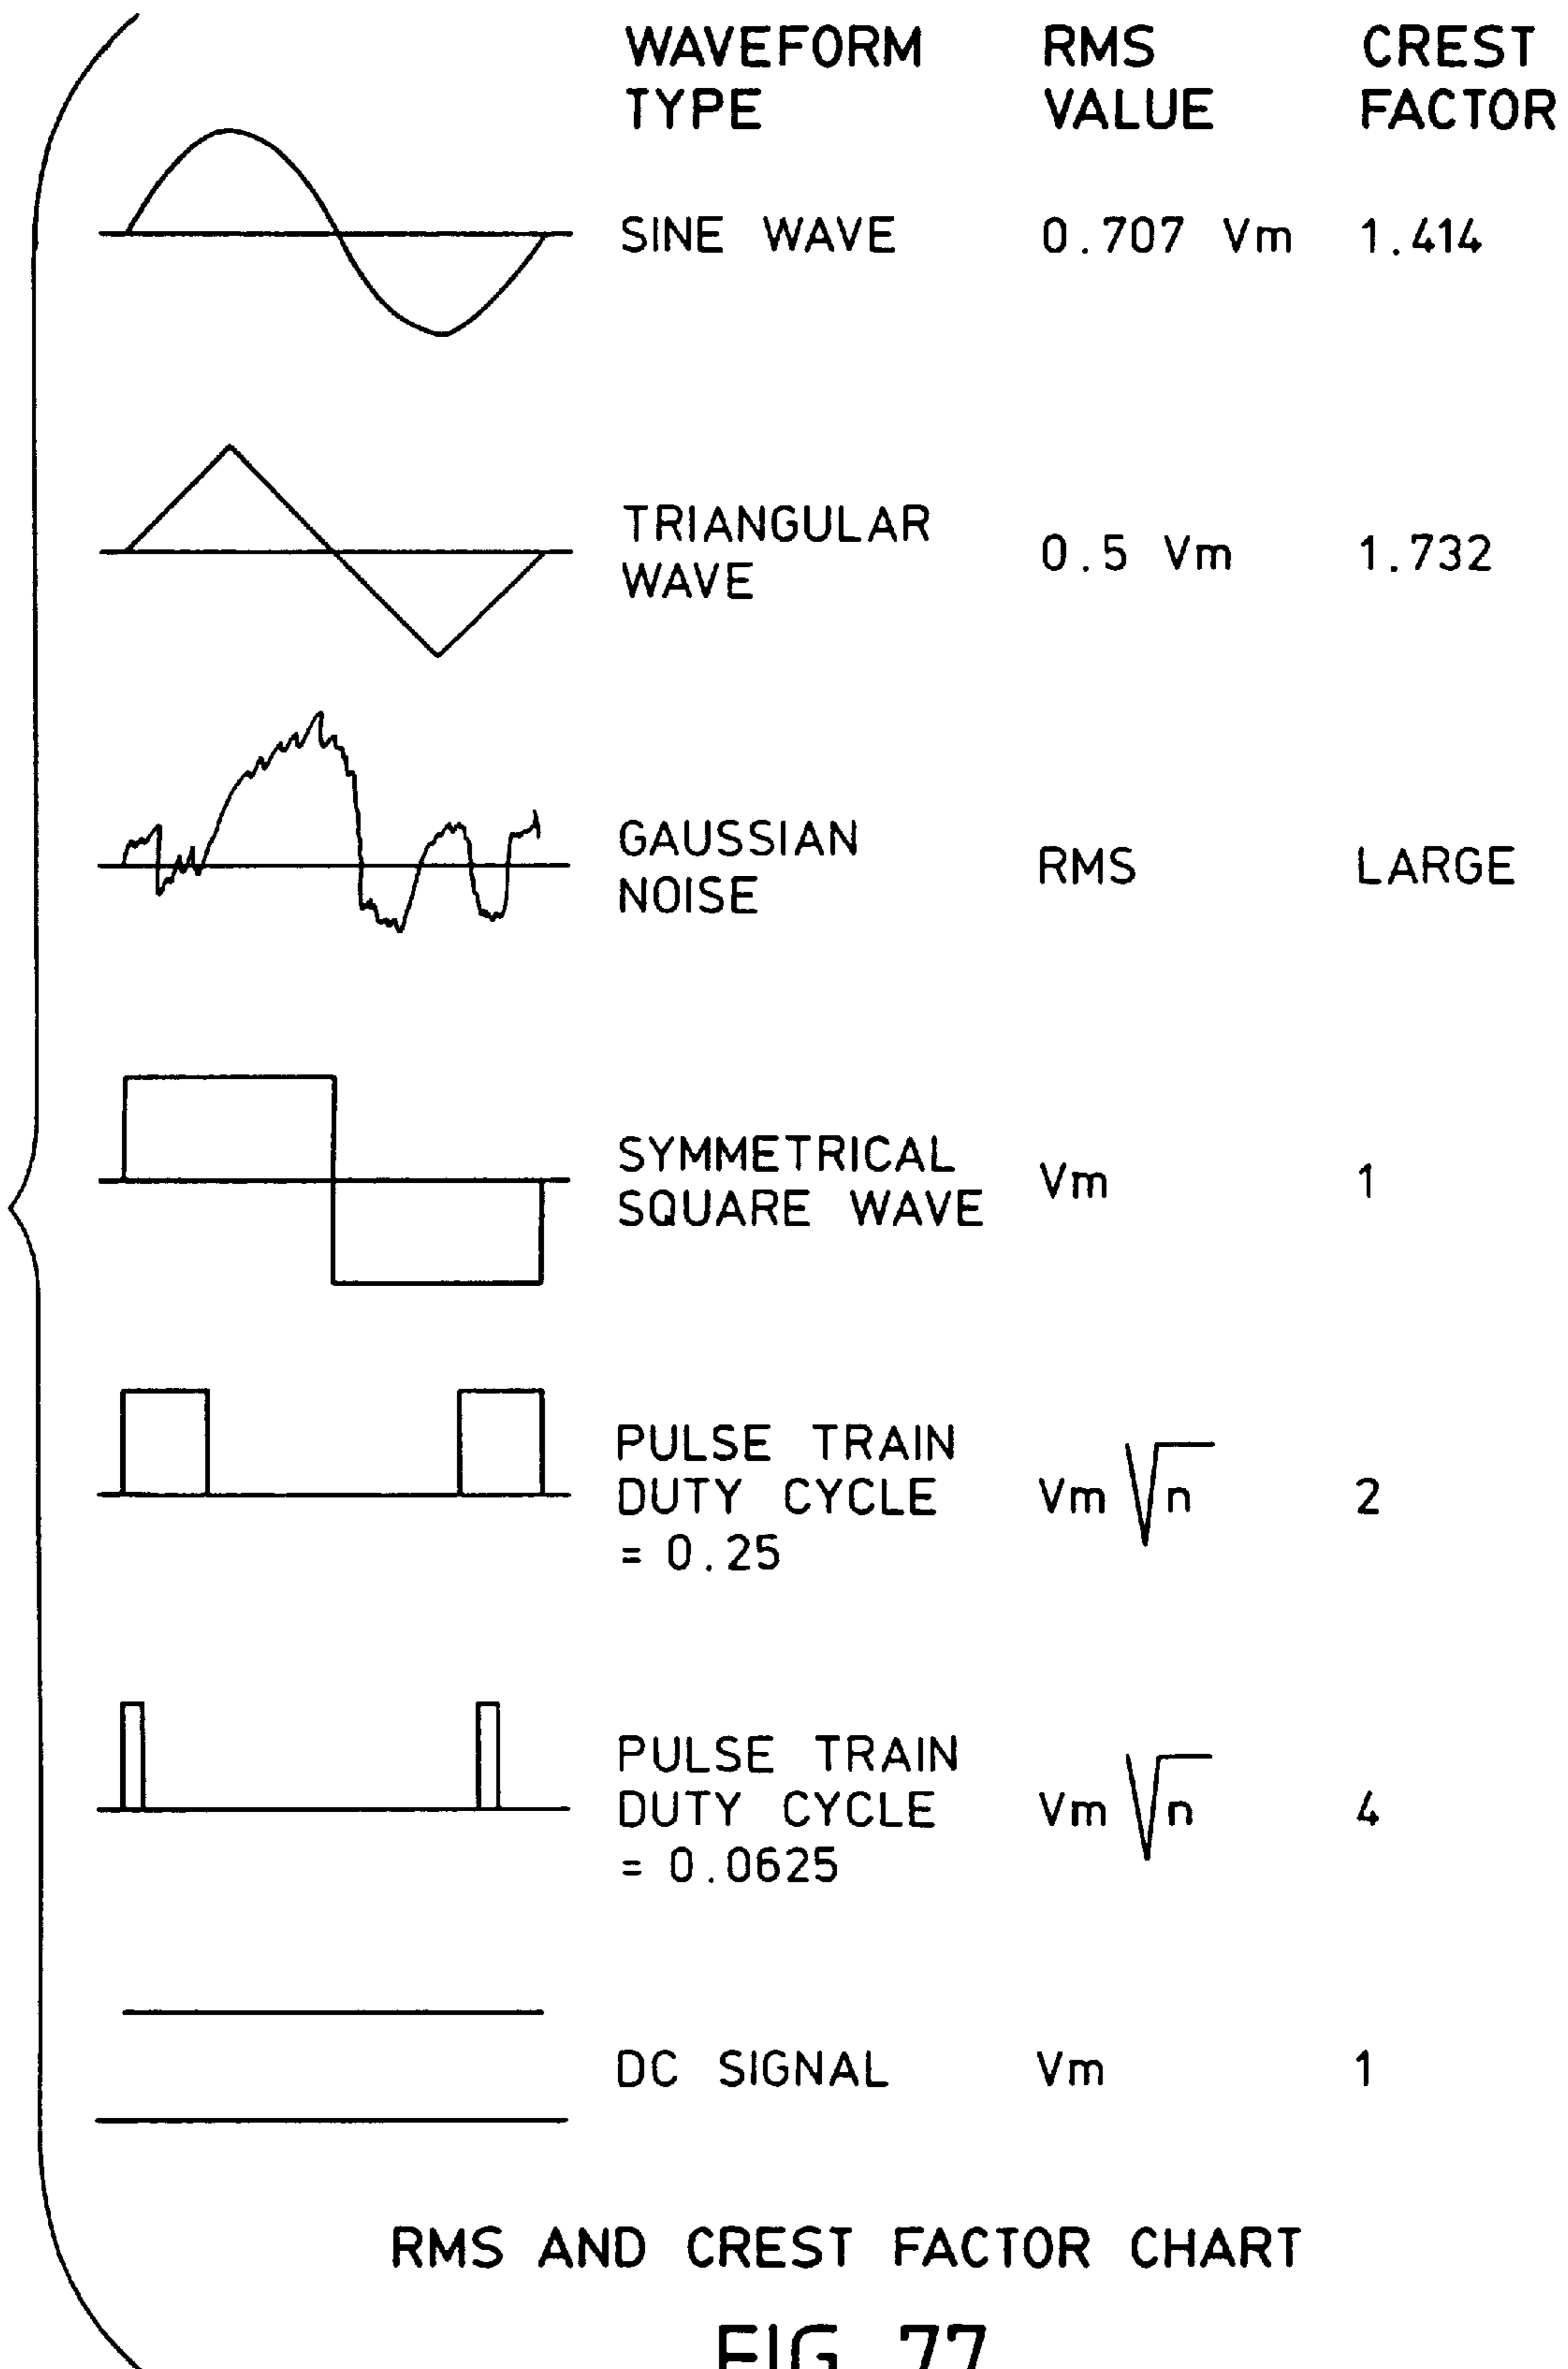 WAVEFORM TYPE RMS VALUE CREST FACTOR
SINE WAVE 0.707 Vm 1.414
TRIANGULAR WAVE 0.5 Vm 1.732
GAUSSIAN NOISE RMS LARGE
SYMMETRICAL SQUARE WAVE Vm 1
PULSE TRAIN DUTY CYCLE = 0.25 Vm √n 2
PULSE TRAIN DUTY CYCLE = 0.0625 Vm √n 4
DC SIGNAL Vm 1
RMS AND CREST FACTOR CHART
FIG. 77